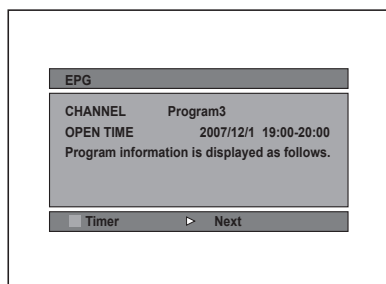 EPG
CHANNEL Program3
OPEN TIME 2007/12/1 19:00-20:00
Program information is displayed as follows.
Timer Next